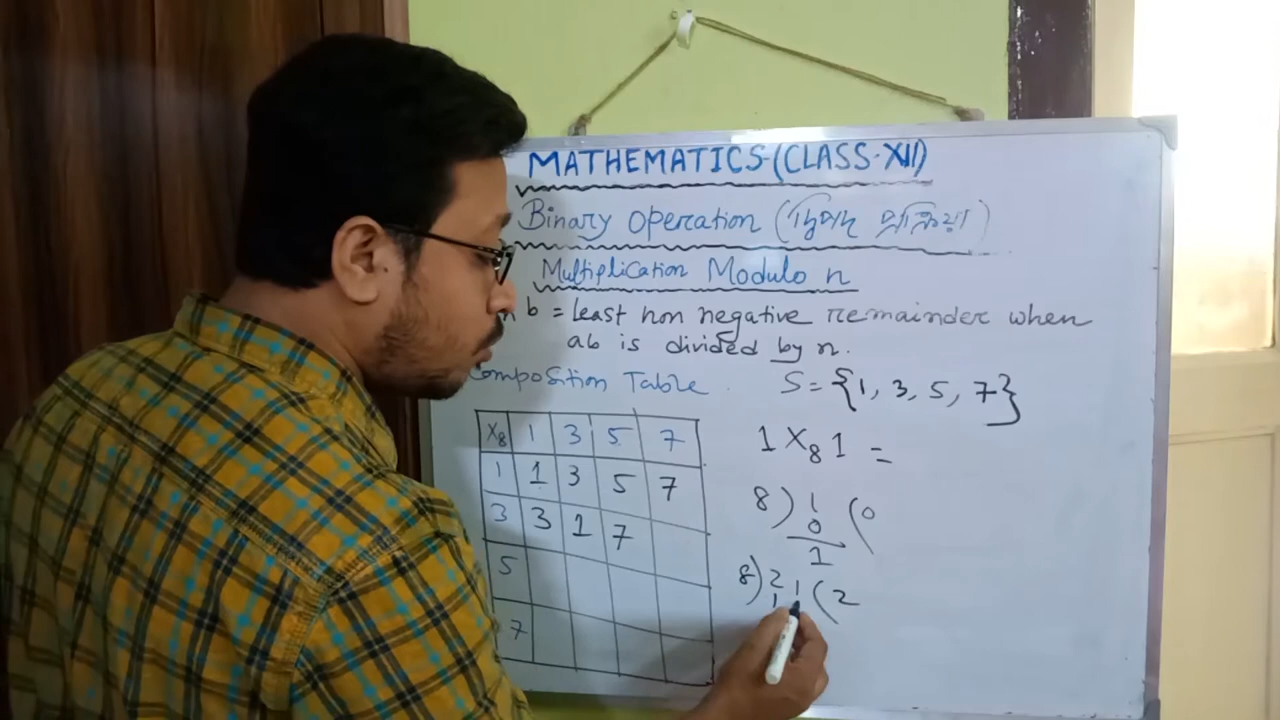 MATHEMATICS-(CLASS-XII)
Binary Operation (দ্বিপদ প্রক্রিয়া)
Multiplication Modulo n
b = least non negative remainder when
ab is divided by n.
Composition Table . S = {1, 3, 5, 7}
X₈ 1 3 5 7
1 1 3 5 7
3 3 1 7
5
7
1 X₈ 1 =
8) 1 (0
0
1
8) 21 (2
1